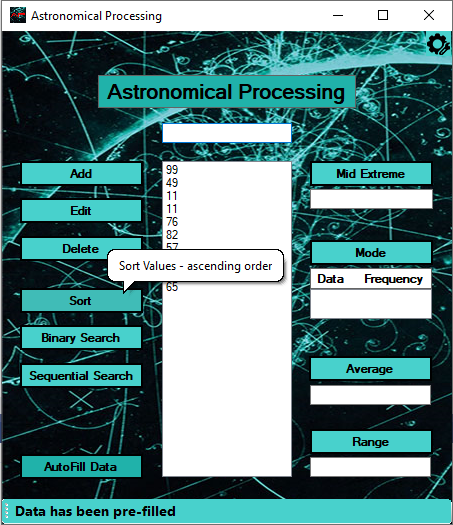 Astronomical Processing
Astronomical Processing
Add
Edit
Delete
Sort
Binary Search
Sequential Search
AutoFill Data
99
49
11
11
76
82
57
Sort Values - ascending order
65
Mid Extreme
Mode
Data Frequency
Average
Range
Data has been pre-filled